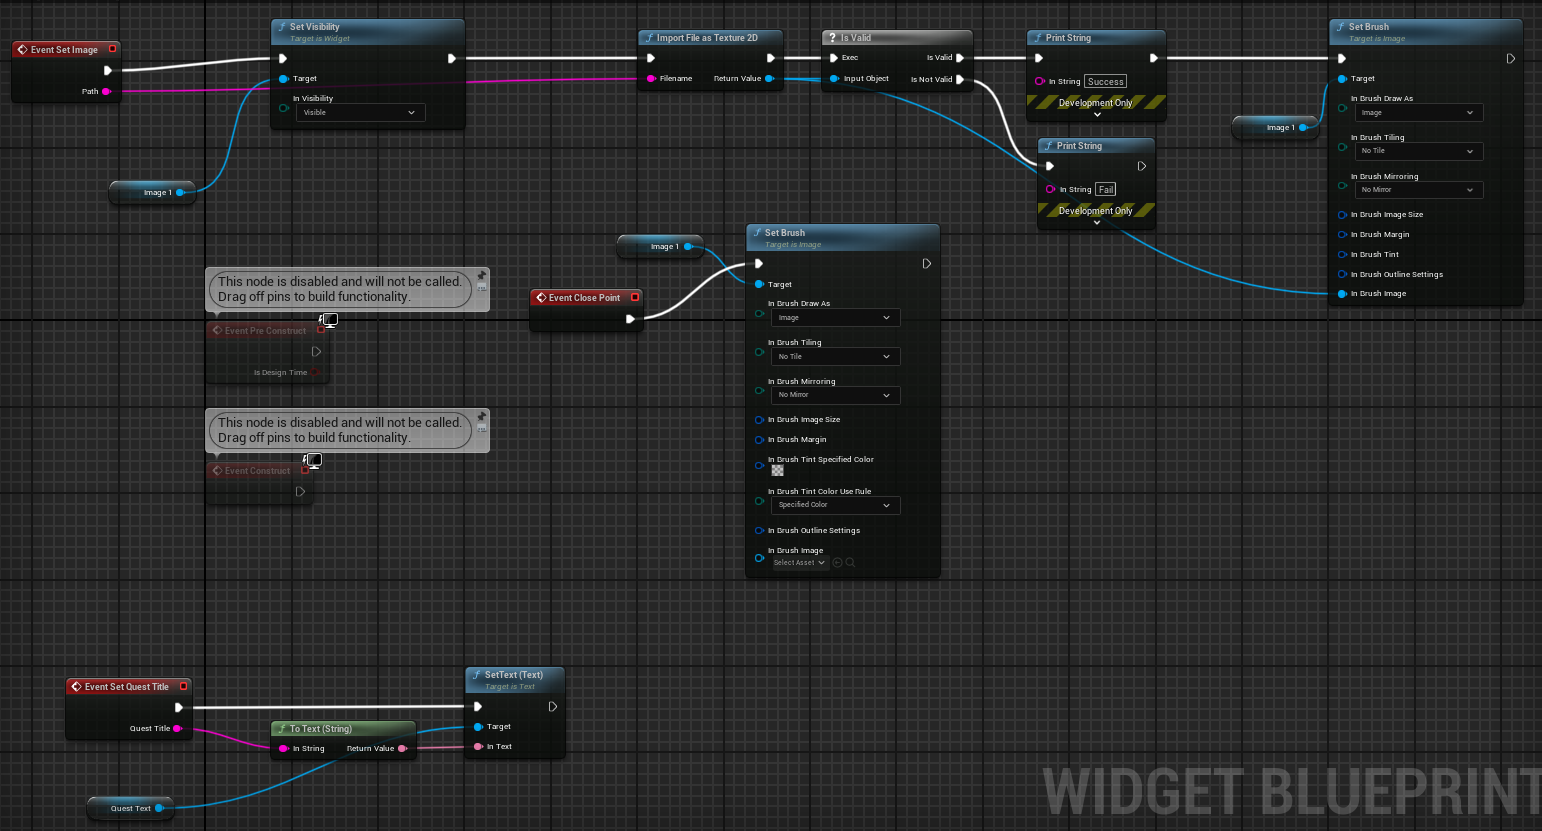 Event Set Image
Path
Set Visibility
Target is Widget
Target
In Visibility
Visible
Image 1
Import File as Texture 2D
Filename
Return Value
? Is Valid
Exec
Is Valid
Input Object
Is Not Valid
Print String
In String
Success
Development Only
Print String
In String
Fail
Development Only
Image 1
Set Brush
Target is Image
Target
In Brush Draw As
Image
In Brush Tiling
No Tile
In Brush Mirroring
No Mirror
In Brush Image Size
In Brush Margin
In Brush Tint
In Brush Outline Settings
In Brush Image
This node is disabled and will not be called.
Drag off pins to build functionality.
Event Pre Construct
Is Design Time
This node is disabled and will not be called.
Drag off pins to build functionality.
Event Construct
Image 1
Event Close Point
Set Brush
Target is Image
Target
In Brush Draw As
Image
In Brush Tiling
No Tile
In Brush Mirroring
No Mirror
In Brush Image Size
In Brush Margin
In Brush Tint Specified Color
In Brush Tint Color Use Rule
Specified Color
In Brush Outline Settings
In Brush Image
Select Asset
Event Set Quest Title
Quest Title
To Text (String)
In String
Return Value
SetText (Text)
Target is Text
Target
In Text
Quest Text
WIDGET BLUEPRINT